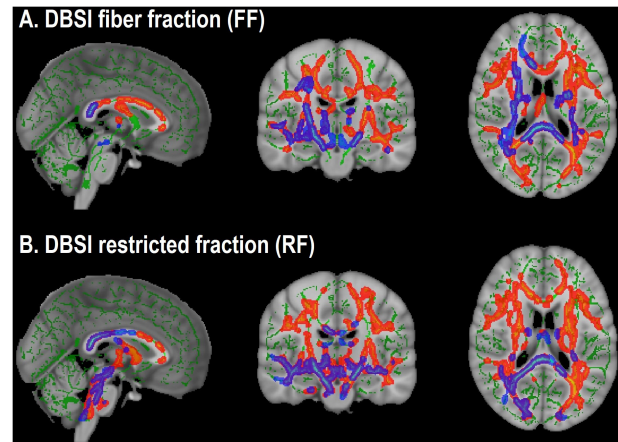 A. DBSI fiber fraction (FF)
B. DBSI restricted fraction (RF)